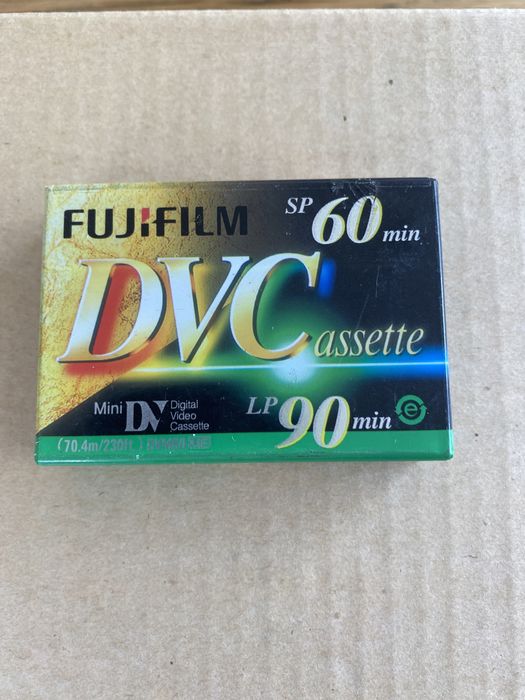 FUJIFILM
SP 60 min
DVCassette
Mini DV Digital Video Cassette
LP 90 min
e
(70.4m/230ft)